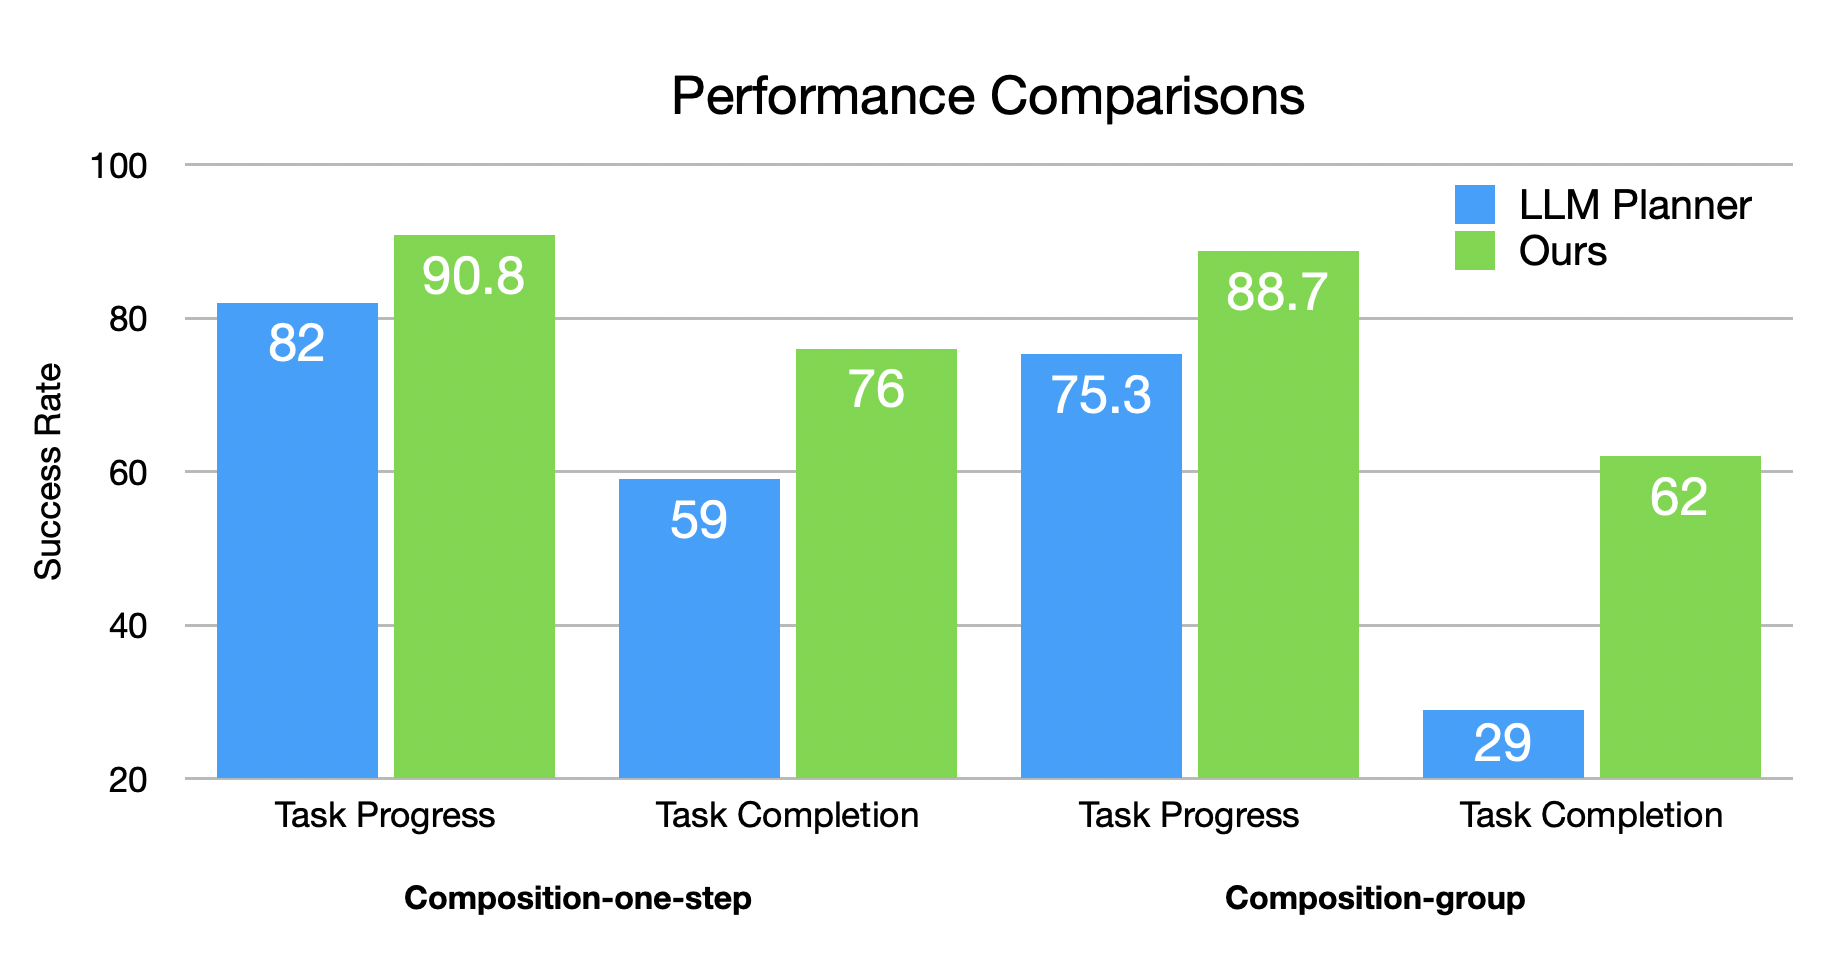 Performance Comparisons
100
LLM Planner
Ours
90.8
88.7
82
80
76
75.3
Success Rate
60
59
62
40
29
20
Task Progress Task Completion Task Progress Task Completion
Composition-one-step Composition-group